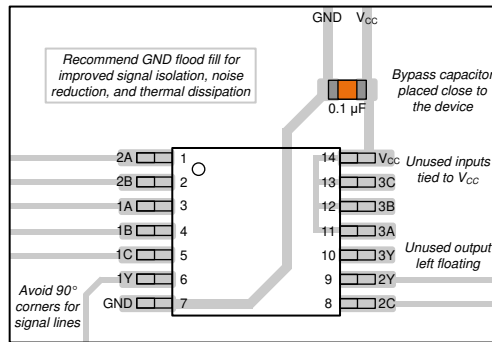 GND VCC
Recommend GND flood fill for
improved signal isolation, noise
reduction, and thermal dissipation
Bypass capacitor
placed close to
the device
0.1 µF
2A 1 14 VCC
Unused inputs
tied to VCC
2B 2 13 3C
1A 3 12 3B
1B 4 11 3A
1C 5 10 3Y
Unused output
left floating
1Y 6 9 2Y
GND 7 8 2C
Avoid 90°
corners for
signal lines